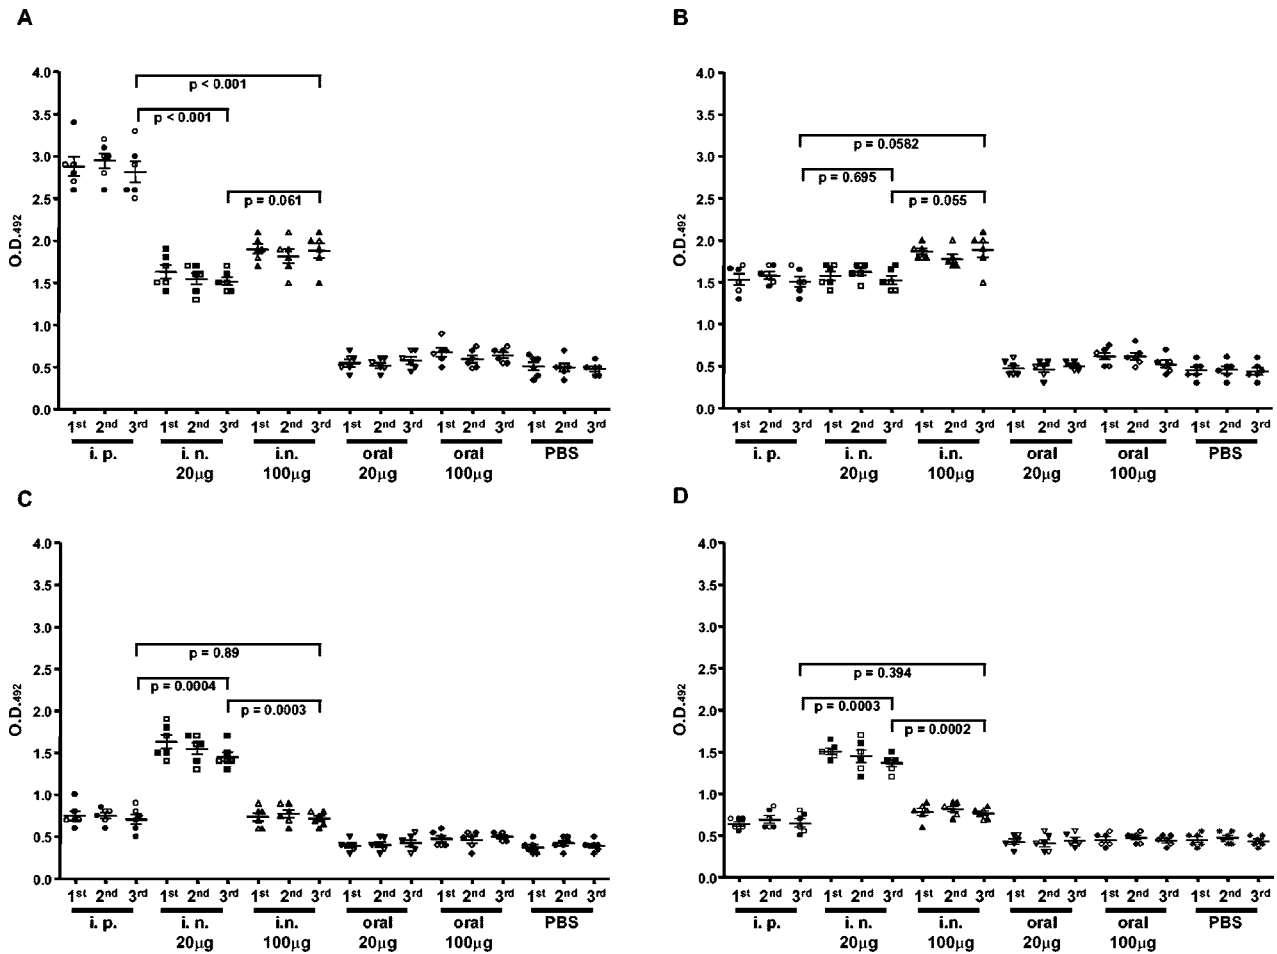 A
4.0
3.5
3.0
2.5
2.0
1.5
1.0
0.5
0.0
O.D.492
p < 0.001
p < 0.001
p = 0.061
1st 2nd 3rd 1st 2nd 3rd 1st 2nd 3rd 1st 2nd 3rd 1st 2nd 3rd 1st 2nd 3rd
i. p. i. n. i.n. oral oral PBS
20µg 100µg 20µg 100µg
B
4.0
3.5
3.0
2.5
2.0
1.5
1.0
0.5
0.0
O.D.492
p = 0.0582
p = 0.695
p = 0.055
1st 2nd 3rd 1st 2nd 3rd 1st 2nd 3rd 1st 2nd 3rd 1st 2nd 3rd 1st 2nd 3rd
i. p. i. n. i.n. oral oral PBS
20µg 100µg 20µg 100µg
C
4.0
3.5
3.0
2.5
2.0
1.5
1.0
0.5
0.0
O.D.492
p = 0.89
p = 0.0004
p = 0.0003
1st 2nd 3rd 1st 2nd 3rd 1st 2nd 3rd 1st 2nd 3rd 1st 2nd 3rd 1st 2nd 3rd
i. p. i. n. i.n. oral oral PBS
20µg 100µg 20µg 100µg
D
4.0
3.5
3.0
2.5
2.0
1.5
1.0
0.5
0.0
O.D.492
p = 0.394
p = 0.0003
p = 0.0002
1st 2nd 3rd 1st 2nd 3rd 1st 2nd 3rd 1st 2nd 3rd 1st 2nd 3rd 1st 2nd 3rd
i. p. i. n. i.n. oral oral PBS
20µg 100µg 20µg 100µg